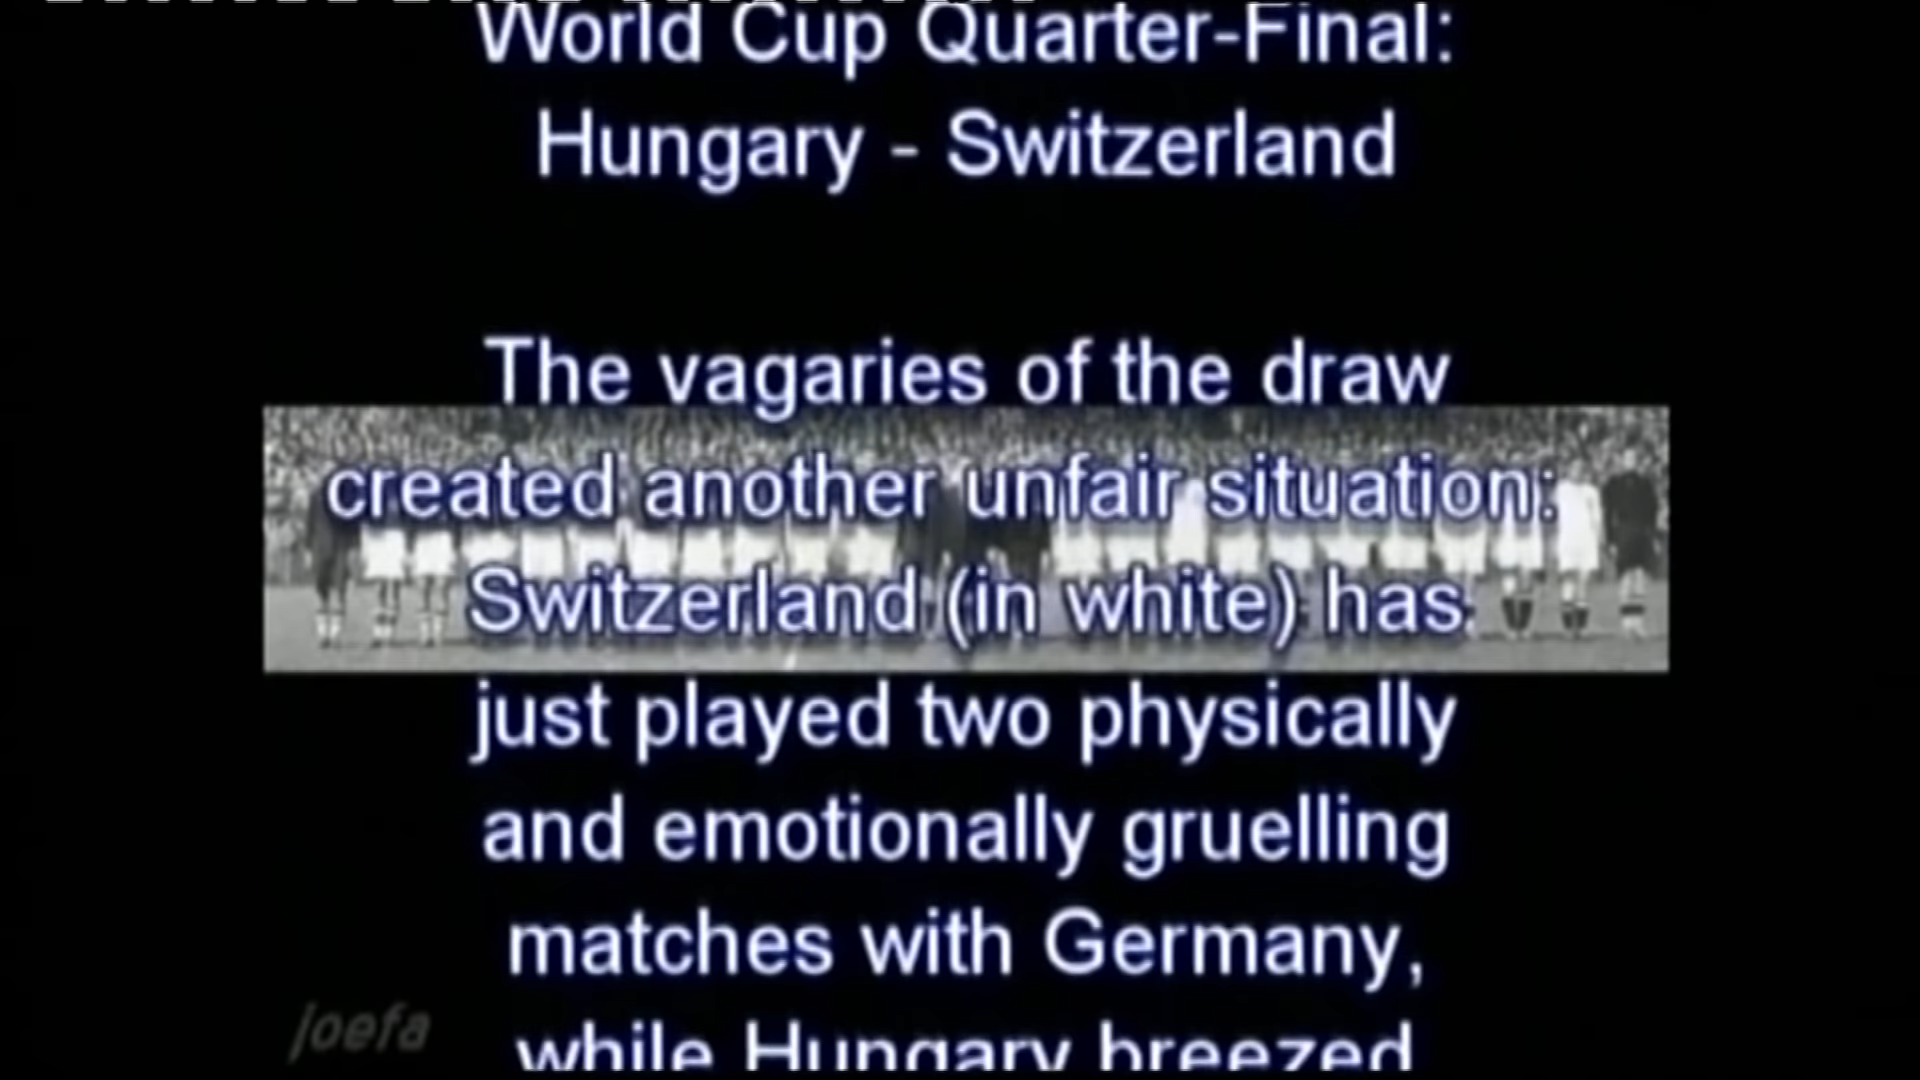 World Cup Quarter-Final:
Hungary - Switzerland
The vagaries of the draw
created another unfair situation:
Switzerland (in white) has
just played two physically
and emotionally gruelling
matches with Germany,
while Hungary breezed
joefa